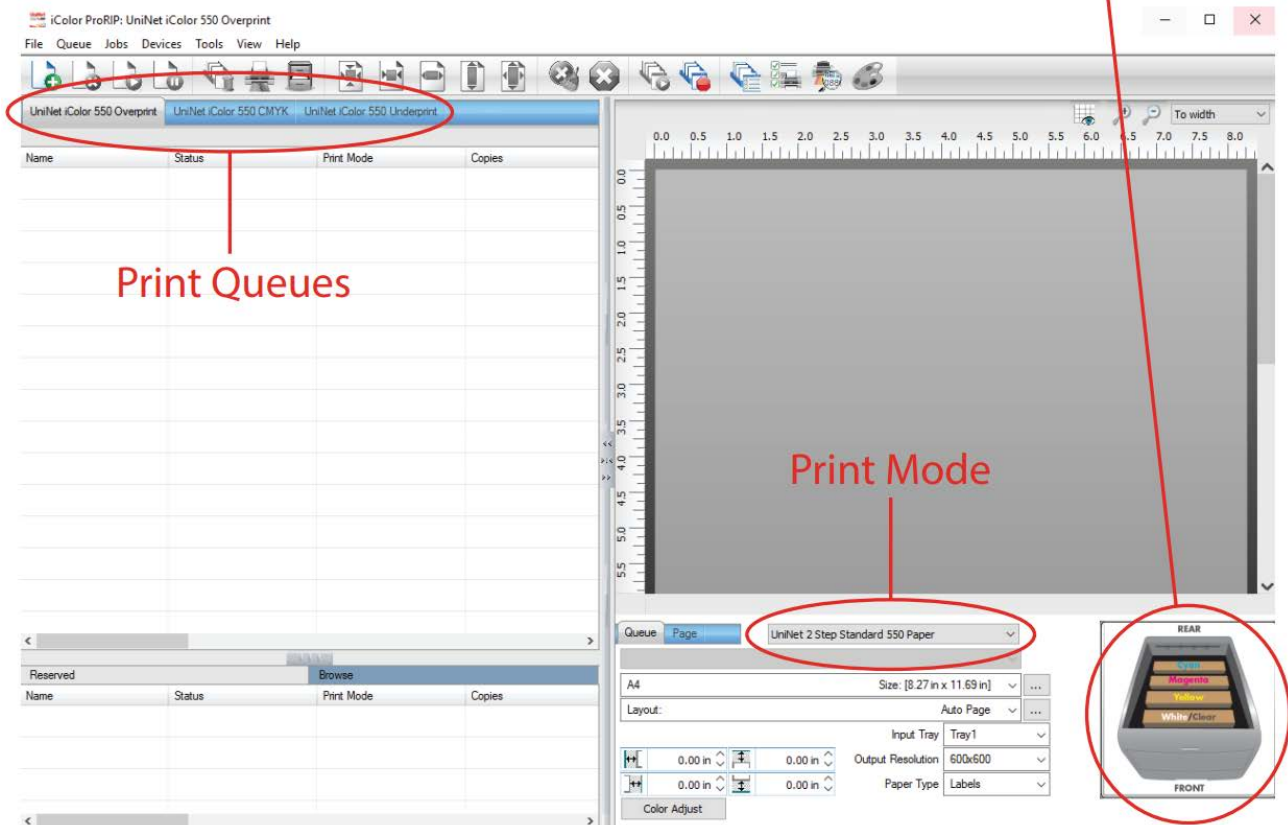 iColor ProRIP: UniNet iColor 550 Overprint
File Queue Jobs Devices Tools View Help
UniNet iColor 550 Overprint UniNet iColor 550 CMYK UniNet iColor 550 Underprint
To width
0.0 0.5 1.0 1.5 2.0 2.5 3.0 3.5 4.0 4.5 5.0 5.5 6.0 6.5 7.0 7.5 8.0
Name Status Print Mode Copies
0.0
0.5
1.0
1.5
2.0
2.5
3.0
3.5
4.0
4.5
5.0
5.5
Print Queues
Print Mode
Queue Page UniNet 2 Step Standard 550 Paper
Reserved Browse
Name Status Print Mode Copies
A4 Size: [8.27 in x 11.69 in] ...
Layout: Auto Page ...
Input Tray Tray1
0.00 in 0.00 in Output Resolution 600x600
0.00 in 0.00 in Paper Type Labels
Color Adjust
REAR
Cyan
Magenta
Yellow
White/Clear
FRONT